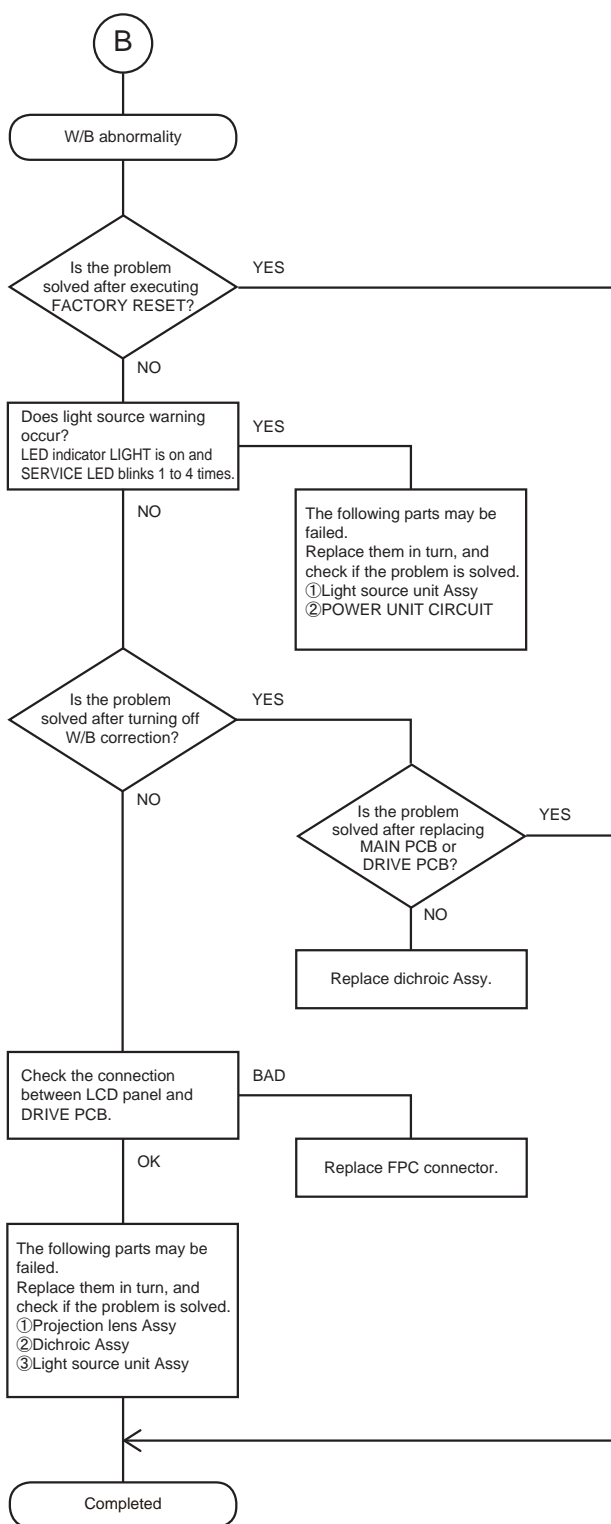 B
W/B abnormality
Is the problem
solved after executing
FACTORY RESET?
YES
NO
Does light source warning
occur?
LED indicator LIGHT is on and
SERVICE LED blinks 1 to 4 times.
YES
NO
The following parts may be
failed.
Replace them in turn, and
check if the problem is solved.
①Light source unit Assy
②POWER UNIT CIRCUIT
Is the problem
solved after turning off
W/B correction?
YES
NO
Is the problem
solved after replacing
MAIN PCB or
DRIVE PCB?
YES
NO
Replace dichroic Assy.
Check the connection
between LCD panel and
DRIVE PCB.
BAD
OK
Replace FPC connector.
The following parts may be
failed.
Replace them in turn, and
check if the problem is solved.
①Projection lens Assy
②Dichroic Assy
③Light source unit Assy
Completed